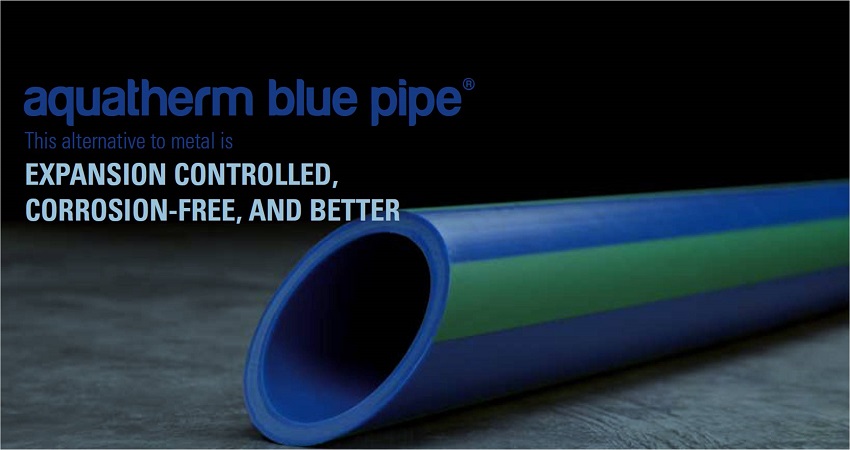 aquatherm blue pipe®
This alternative to metal is
EXPANSION CONTROLLED,
CORROSION-FREE, AND BETTER